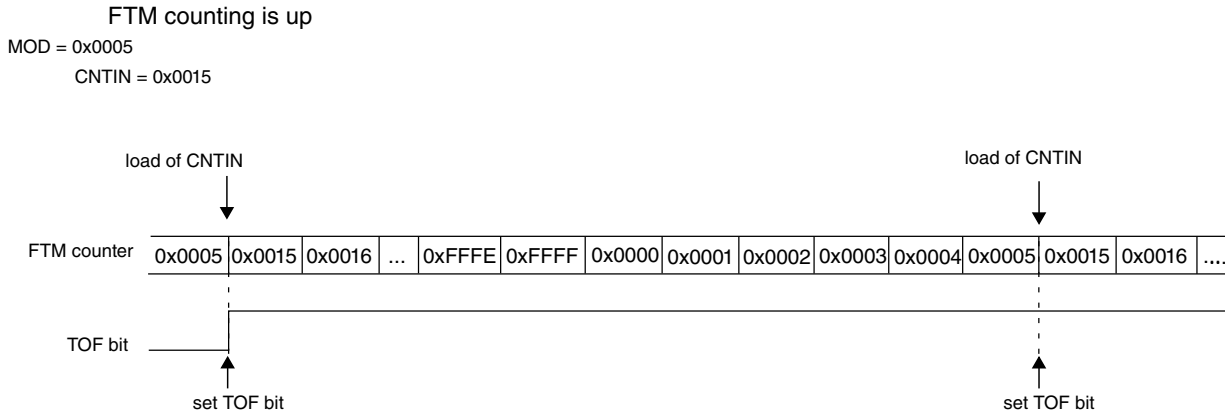 FTM counting is up
MOD = 0x0005
CNTIN = 0x0015
load of CNTIN load of CNTIN
FTM counter 0x0005 0x0015 0x0016 ... 0xFFFE 0xFFFF 0x0000 0x0001 0x0002 0x0003 0x0004 0x0005 0x0015 0x0016 ....
TOF bit
set TOF bit set TOF bit